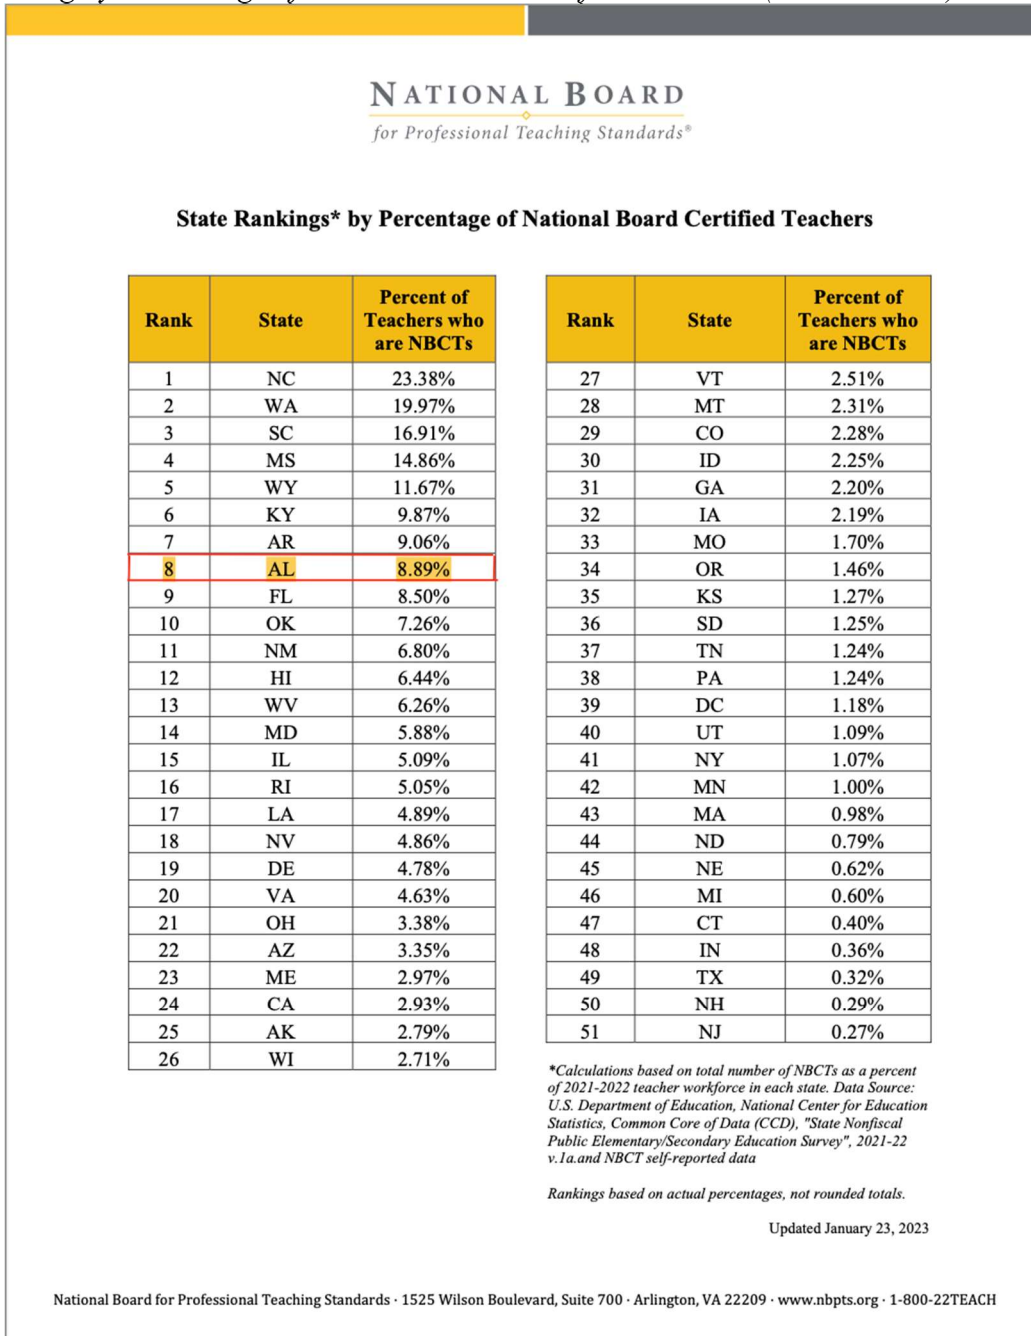 NATIONAL BOARD
for Professional Teaching Standards®
State Rankings* by Percentage of National Board Certified Teachers
Rank State Percent of Teachers who are NBCTs
1 NC 23.38%
2 WA 19.97%
3 SC 16.91%
4 MS 14.86%
5 WY 11.67%
6 KY 9.87%
7 AR 9.06%
8 AL 8.89%
9 FL 8.50%
10 OK 7.26%
11 NM 6.80%
12 HI 6.44%
13 WV 6.26%
14 MD 5.88%
15 IL 5.09%
16 RI 5.05%
17 LA 4.89%
18 NV 4.86%
19 DE 4.78%
20 VA 4.63%
21 OH 3.38%
22 AZ 3.35%
23 ME 2.97%
24 CA 2.93%
25 AK 2.79%
26 WI 2.71%
Rank State Percent of Teachers who are NBCTs
27 VT 2.51%
28 MT 2.31%
29 CO 2.28%
30 ID 2.25%
31 GA 2.20%
32 IA 2.19%
33 MO 1.70%
34 OR 1.46%
35 KS 1.27%
36 SD 1.25%
37 TN 1.24%
38 PA 1.24%
39 DC 1.18%
40 UT 1.09%
41 NY 1.07%
42 MN 1.00%
43 MA 0.98%
44 ND 0.79%
45 NE 0.62%
46 MI 0.60%
47 CT 0.40%
48 IN 0.36%
49 TX 0.32%
50 NH 0.29%
51 NJ 0.27%
*Calculations based on total number of NBCTs as a percent
of 2021-2022 teacher workforce in each state. Data Source:
U.S. Department of Education, National Center for Education
Statistics, Common Core of Data (CCD), "State Nonfiscal
Public Elementary/Secondary Education Survey", 2021-22
v.1a.and NBCT self-reported data
Rankings based on actual percentages, not rounded totals.
Updated January 23, 2023
National Board for Professional Teaching Standards · 1525 Wilson Boulevard, Suite 700 · Arlington, VA 22209 · www.nbpts.org · 1-800-22TEACH